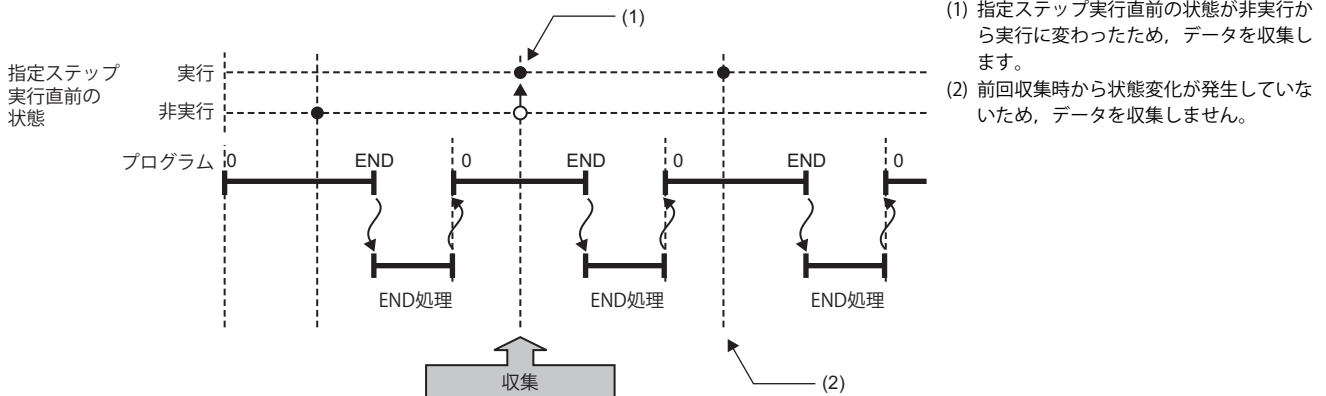 (1)
(1) 指定ステップ実行直前の状態が非実行か
ら実行に変わったため，データを収集し
ます。
(2) 前回収集時から状態変化が発生していな
いため，データを収集しません。
指定ステップ
実行直前の
状態
実行
非実行
プログラム
0
END
0
END
0
END
0
END処理
END処理
END処理
収集
(2)